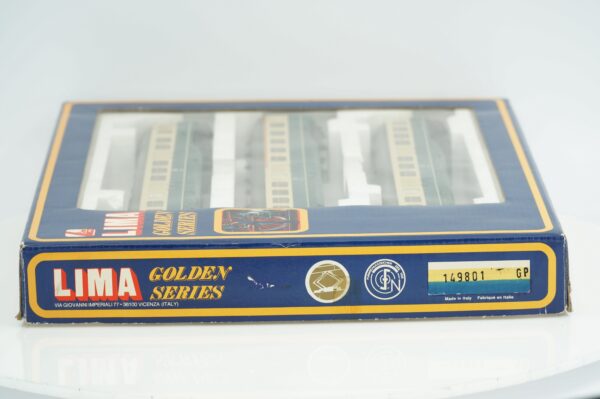 LIMA
GOLDEN
SERIES
LIMA GOLDEN
SERIES
VIA GIOVANNI IMPERIALI 77 - 36100 VICENZA (ITALY)
149801 GP
Made in Italy Fabriqué en Italie